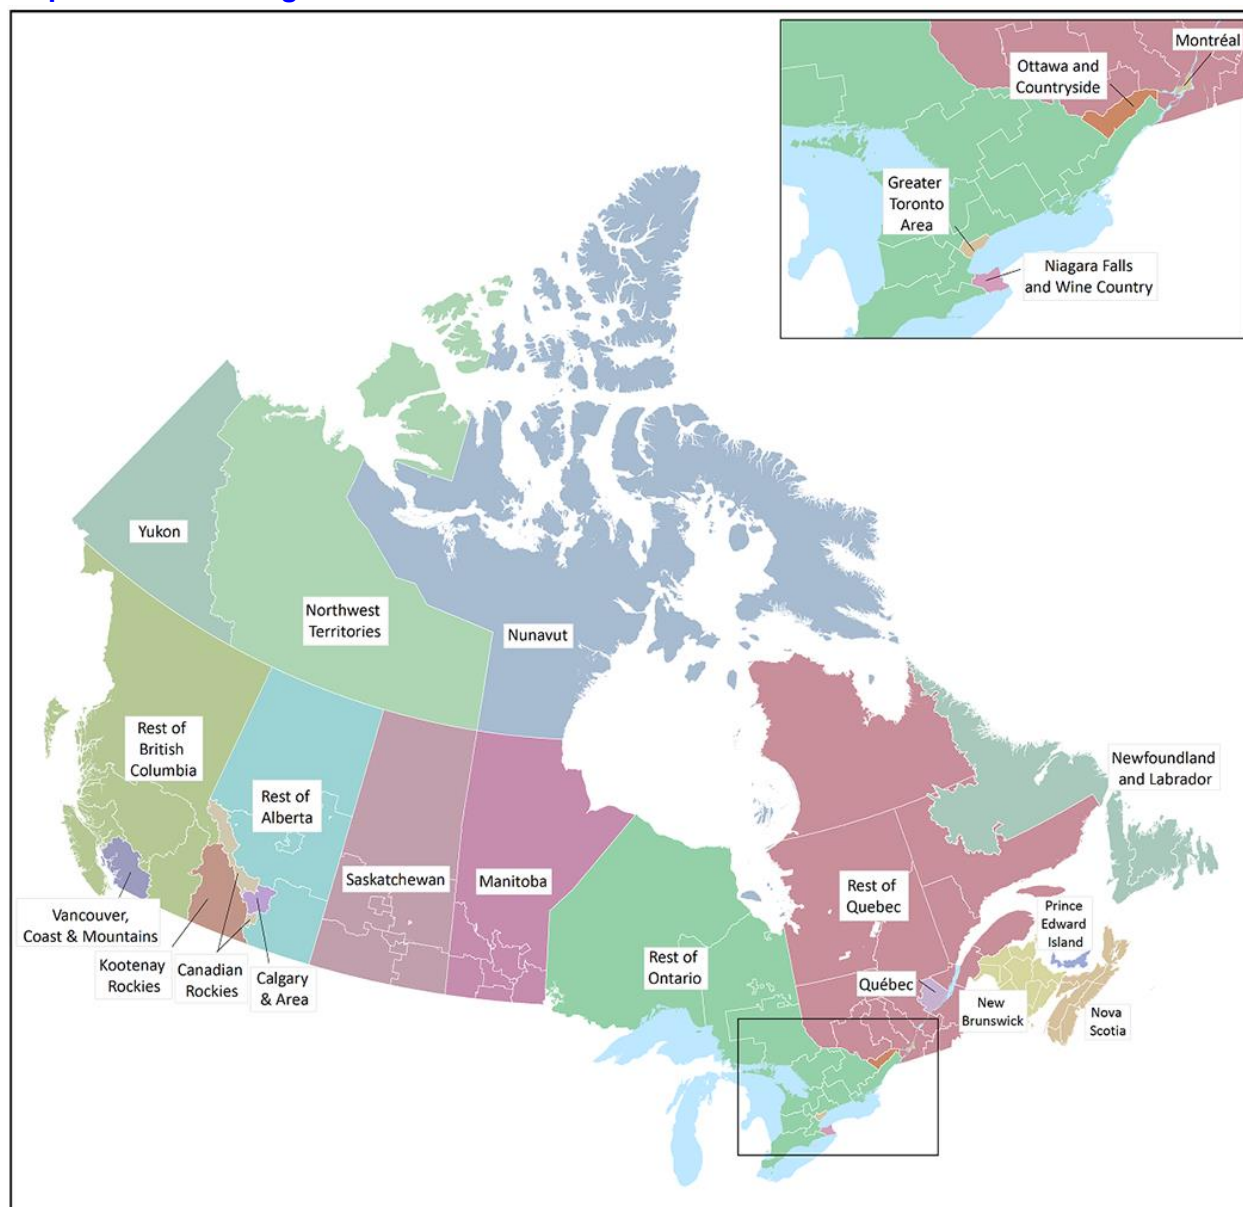 Montréal
Ottawa and
Countryside
Greater
Toronto
Area
Niagara Falls
and Wine Country
Yukon
Northwest
Territories
Nunavut
Rest of
British
Columbia
Rest of
Alberta
Newfoundland
and Labrador
Saskatchewan
Manitoba
Rest of
Quebec
Prince
Edward
Island
Vancouver,
Coast & Mountains
Kootenay
Rockies
Canadian
Rockies
Calgary
& Area
Rest of
Ontario
Québec
New
Brunswick
Nova
Scotia